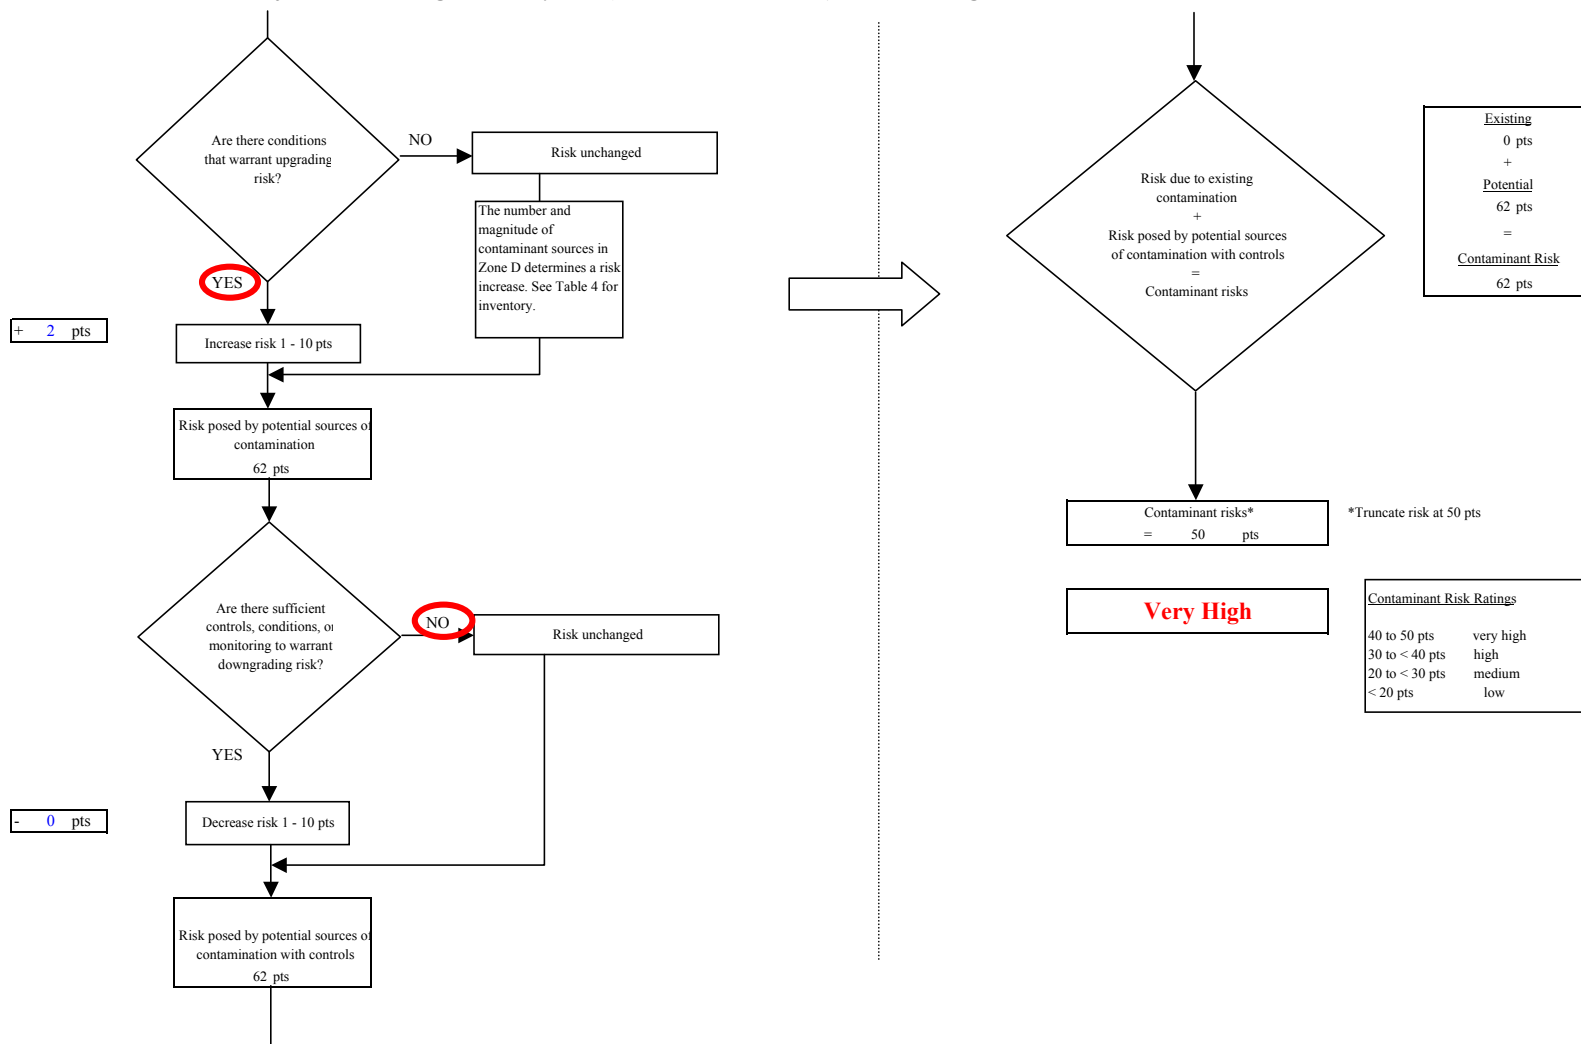 Are there conditions
that warrant upgrading
risk?
NO
Risk unchanged
The number and
magnitude of
contaminant sources in
Zone D determines a risk
increase. See Table 4 for
inventory.
YES
+ 2 pts
Increase risk 1 - 10 pts
Risk posed by potential sources of
contamination
62 pts
Are there sufficient
controls, conditions, or
monitoring to warrant
downgrading risk?
NO
Risk unchanged
YES
- 0 pts
Decrease risk 1 - 10 pts
Risk posed by potential sources of
contamination with controls
62 pts
Risk due to existing
contamination
+
Risk posed by potential sources
of contamination with controls
=
Contaminant risks
Existing
0 pts
+
Potential
62 pts
=
Contaminant Risk
62 pts
Contaminant risks*
= 50 pts
*Truncate risk at 50 pts
Very High
Contaminant Risk Ratings
40 to 50 pts very high
30 to < 40 pts high
20 to < 30 pts medium
< 20 pts low